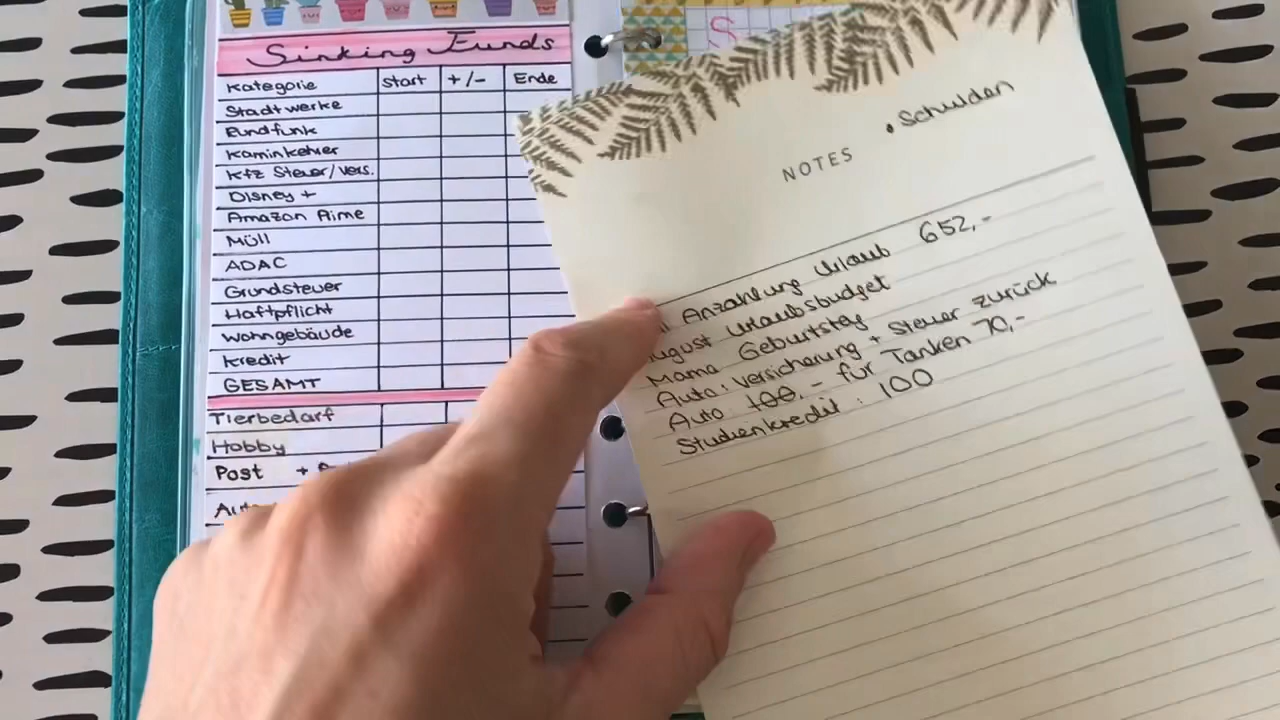 Sinking Funds
Kategorie Start +/- Ende
Stadtwerke
Rundfunk
Kaminkehrer
Kfz Steuer/Vers.
Disney +
Amazon Prime
Müll
ADAC
Grundsteuer
Haftpflicht
Wohngebäude
Kredit
GESAMT
Tierbedarf
Hobby
Post +
S
• Schulden
NOTES
Anzahlung Urlaub 652,-
August Urlaubsbudget
Mama Geburtstag
Auto: Versicherung + Steuer zurück
Auto 100,- für Tanken 70,-
Studienkredit: 100